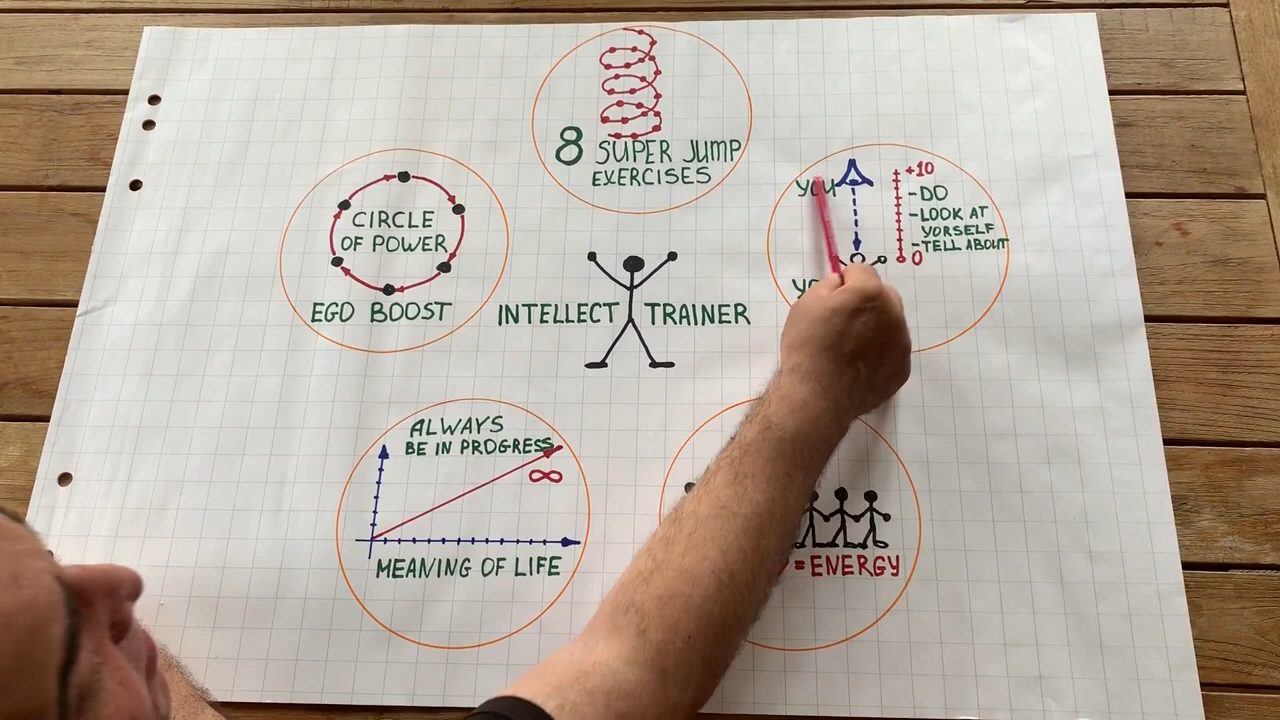 8 SUPER JUMP
EXERCISES
CIRCLE
OF POWER
EGO BOOST
INTELLECT TRAINER
YOU
+10
-DO
-LOOK AT
YORSELF
-TELL ABOUT
0
ALWAYS
BE IN PROGRESS
∞
MEANING OF LIFE
=ENERGY